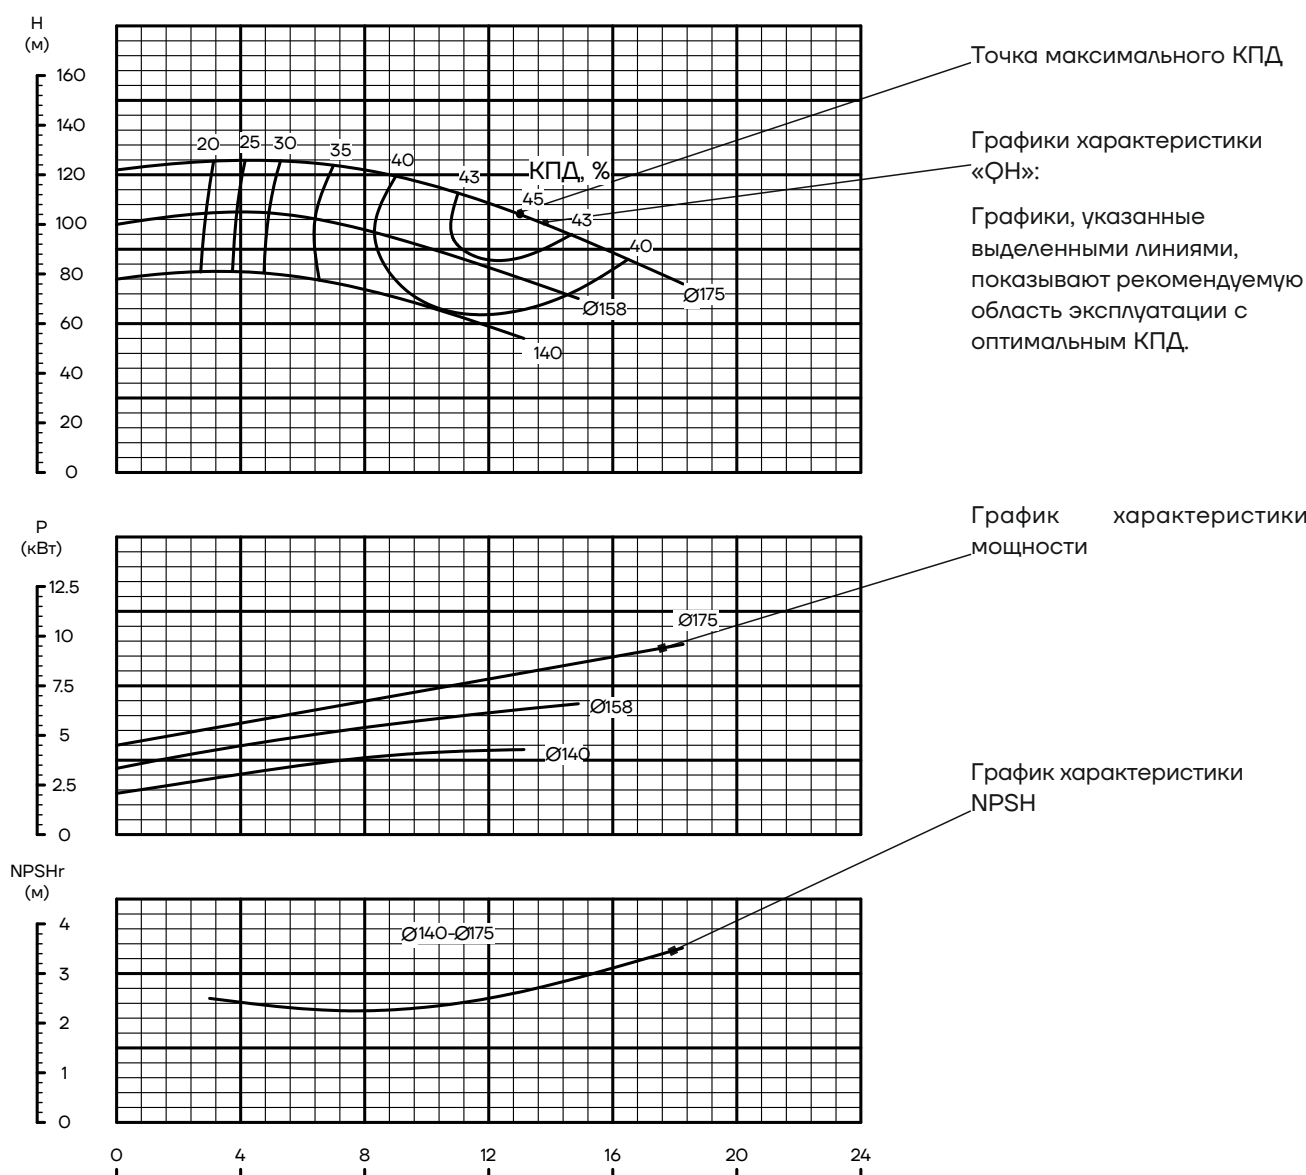 H
(м)
160
140
120
100
80
60
40
20
0
20
25
30
35
40
43
КПД, %
45
43
40
Ø175
Ø158
140
Точка максимального КПД
Графики характеристики
«QH»:
Графики, указанные
выделенными линиями,
показывают рекомендуемую
область эксплуатации с
оптимальным КПД.
P
(кВт)
12.5
10
7.5
5
2.5
0
Ø175
Ø158
Ø140
График характеристики
мощности
NPSHr
(м)
4
3
2
1
0
Ø140-Ø175
График характеристики
NPSH
0 4 8 12 16 20 24